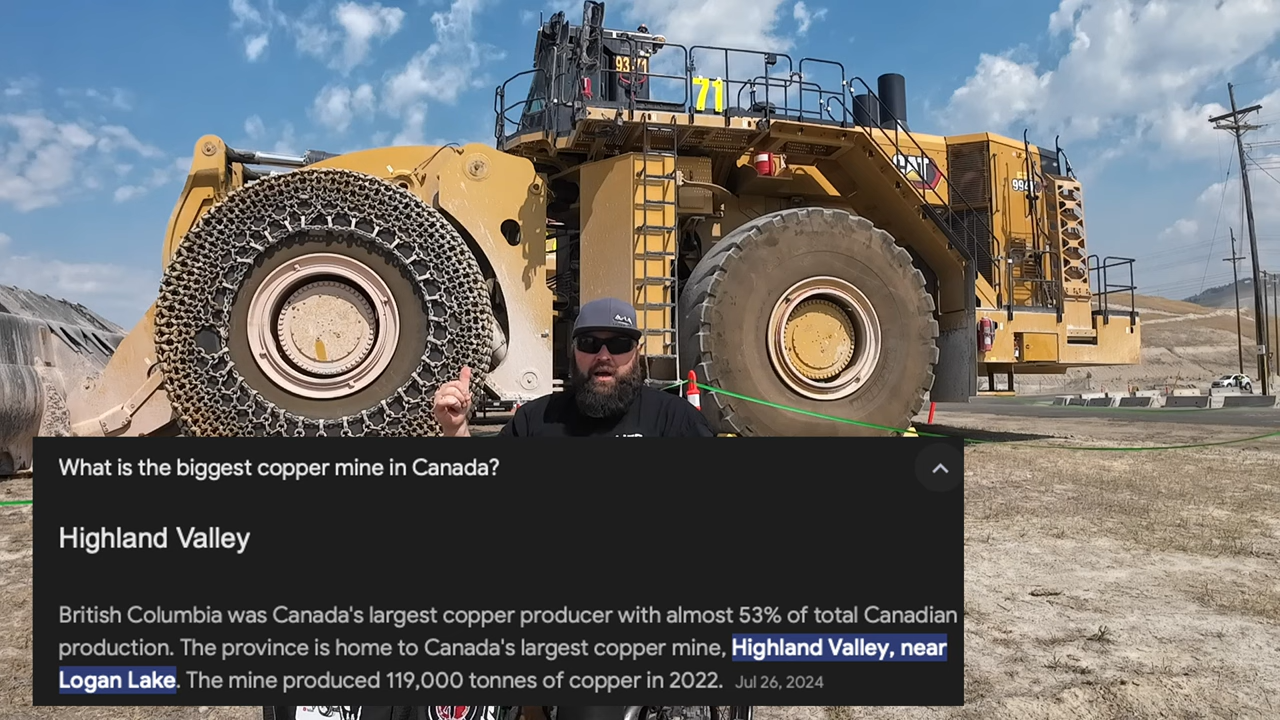 71
CAT
994
What is the biggest copper mine in Canada?
Highland Valley
British Columbia was Canada's largest copper producer with almost 53% of total Canadian
production. The province is home to Canada's largest copper mine, Highland Valley, near
Logan Lake. The mine produced 119,000 tonnes of copper in 2022. Jul 26, 2024